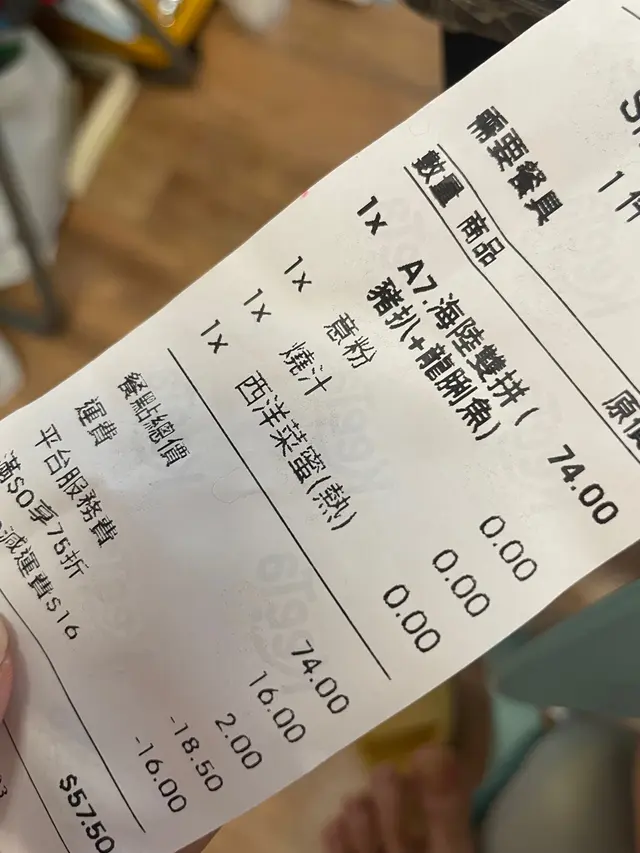 需要餐具 1 件
數量 商品 原價
1x A7.海陸雙拼(豬扒+龍脷魚) 74.00
1x 意粉 0.00
1x 燒汁 0.00
1x 西洋菜蜜(熱) 0.00
餐點總價 74.00
運費 16.00
平台服務費 2.00
滿$0享75折 -18.50
減運費$16 -16.00
$57.50